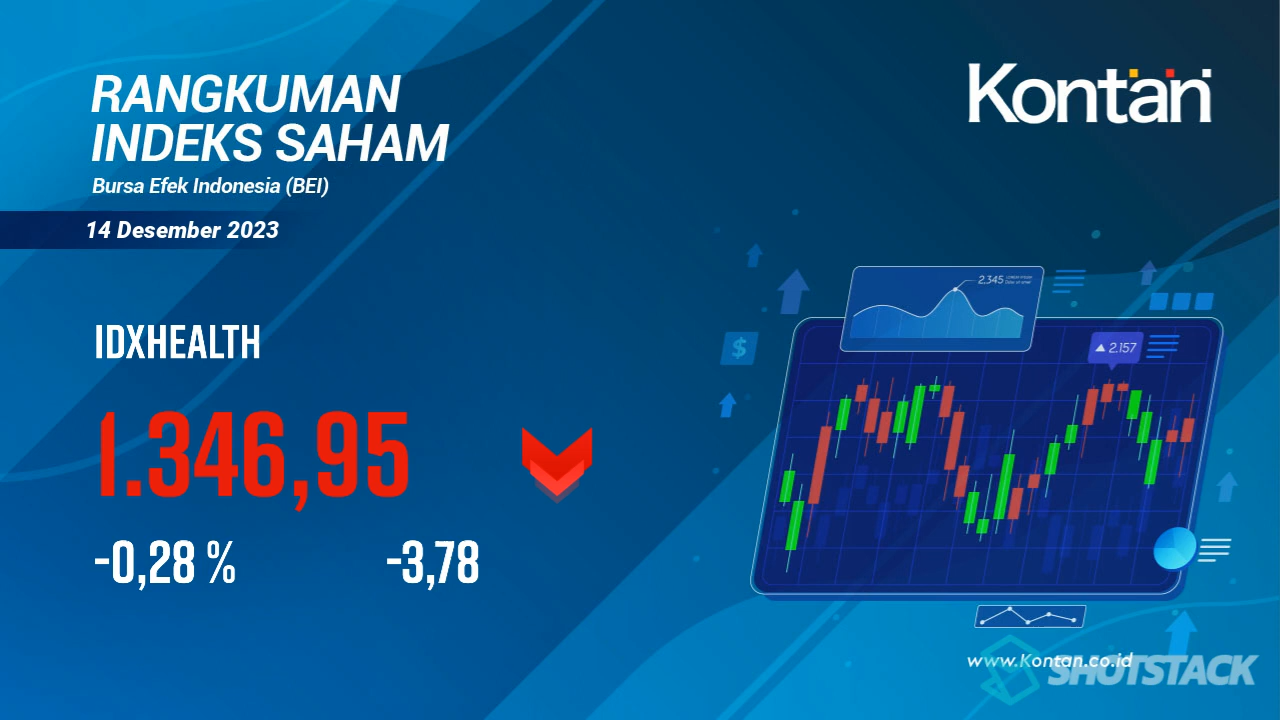 RANGKUMAN
INDEKS SAHAM
Bursa Efek Indonesia (BEI)
14 Desember 2023
Kontan
IDXHEALTH
1.346,95
-0,28 %
-3,78
2.345
$
▲ 2.157
www.Kontan.co.id
SHOTSTACK